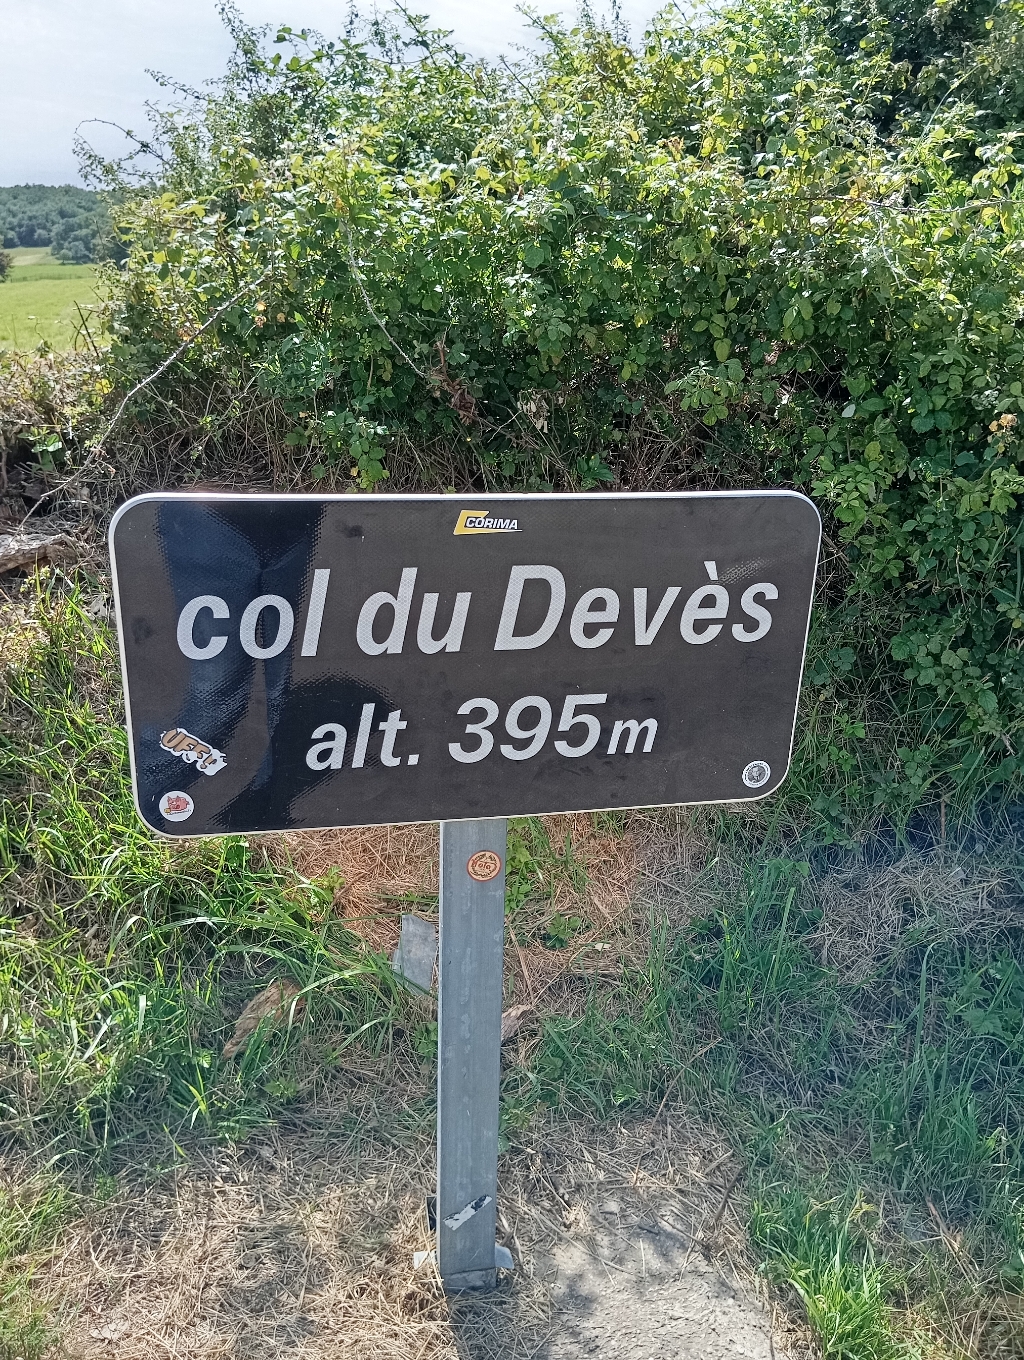 CORIMA
col du Devès
alt. 395m